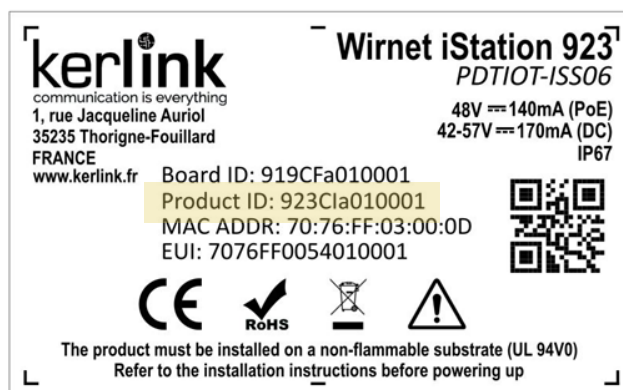 kerlink
communication is everything
1, rue Jacqueline Auriol
35235 Thorigne-Fouillard
FRANCE
www.kerlink.fr
Wirnet iStation 923
PDTIOT-ISS06
48V ⎓ 140mA (PoE)
42-57V ⎓ 170mA (DC)
IP67
Board ID: 919CFa010001
Product ID: 923CIa010001
MAC ADDR: 70:76:FF:03:00:0D
EUI: 7076FF0054010001
CE
RoHS
The product must be installed on a non-flammable substrate (UL 94V0)
Refer to the installation instructions before powering up